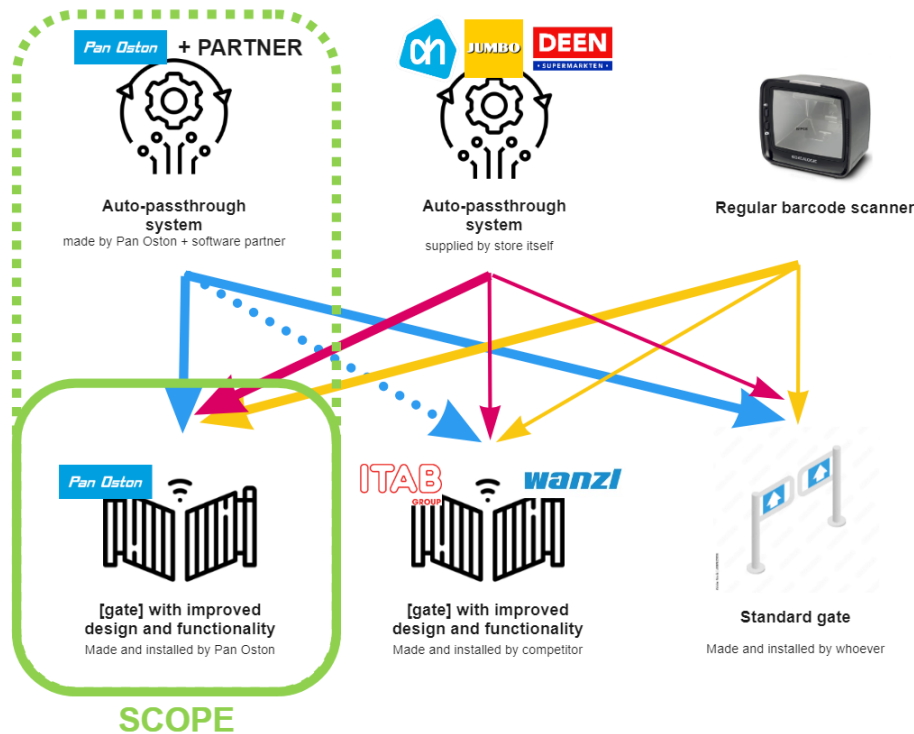 Pan Oston + PARTNER
ah
JUMBO
DEEN
SUPERMARKTEN
Auto-passthrough
system
made by Pan Oston + software partner
Auto-passthrough
system
supplied by store itself
Regular barcode scanner
Pan Oston
[gate] with improved
design and functionality
Made and installed by Pan Oston
ITAB
GROUP
wanzl
[gate] with improved
design and functionality
Made and installed by competitor
Standard gate
Made and installed by whoever
SCOPE